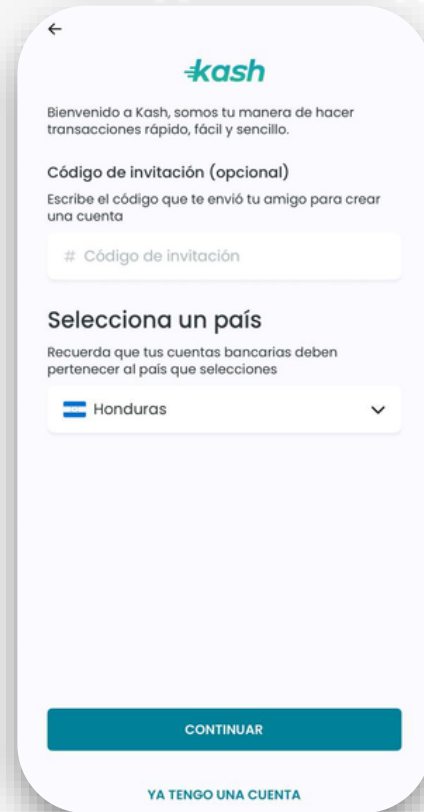 kash
Bienvenido a Kash, somos tu manera de hacer
transacciones rápido, fácil y sencillo.
Código de invitación (opcional)
Escribe el código que te envió tu amigo para crear
una cuenta
# Código de invitación
Selecciona un país
Recuerda que tus cuentas bancarias deben
pertenecer al país que selecciones
Honduras
CONTINUAR
YA TENGO UNA CUENTA